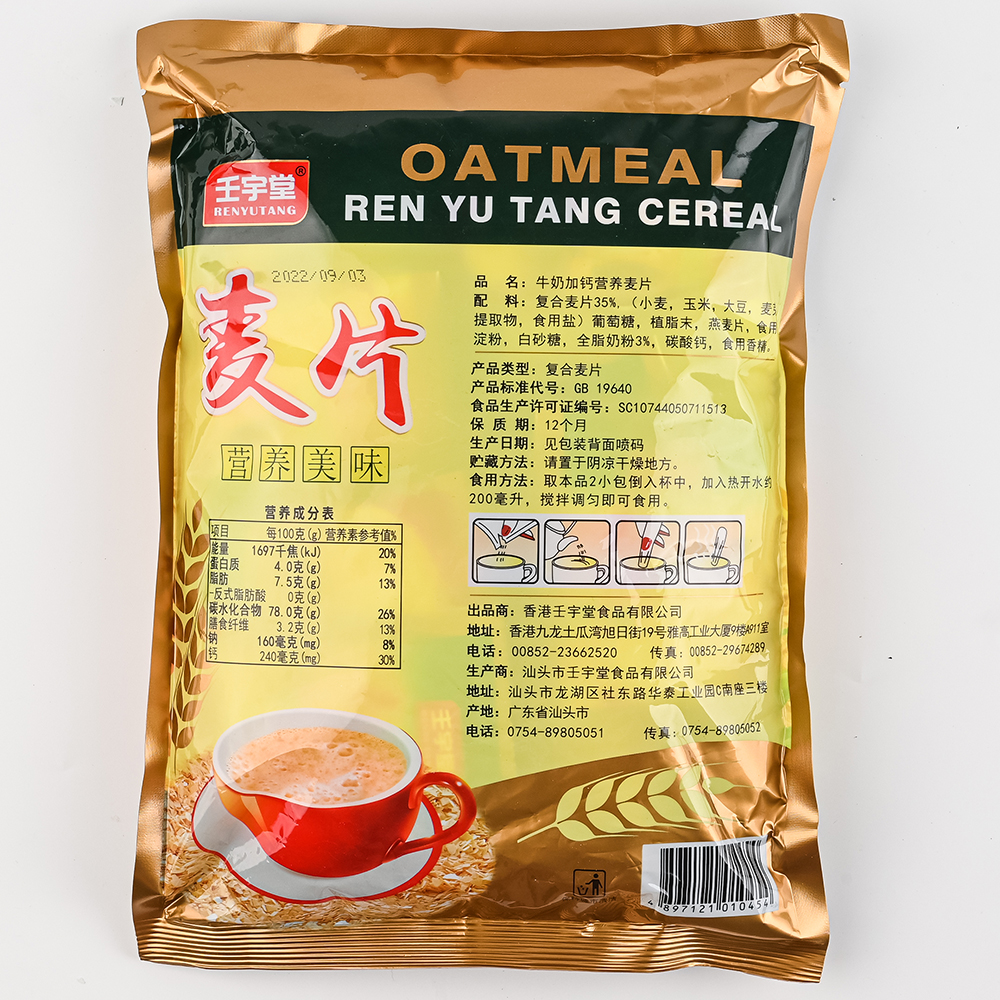 OATMEAL
壬宇堂®
RENYUTANG
REN YU TANG CEREAL
2022/09/03
麦片
营养美味
品 名：牛奶加钙营养麦片
配 料：复合麦片35%，（小麦，玉米，大豆，麦芽
提取物，食用盐）葡萄糖，植脂末，燕麦片，食用
淀粉，白砂糖，全脂奶粉3%，碳酸钙，食用香精。
产品类型：复合麦片
产品标准代号：GB 19640
食品生产许可证编号：SC10744050711513
保 质 期：12个月
生产日期：见包装背面喷码
贮藏方法：请置于阴凉干燥地方。
食用方法：取本品2小包倒入杯中，加入热开水约
200毫升，搅拌调匀即可食用。
营养成分表
项目 每100克(g) 营养素参考值%
能量 1697千焦(kJ) 20%
蛋白质 4.0克(g) 7%
脂肪 7.5克(g) 13%
-反式脂肪酸 0克(g)
碳水化合物 78.0克(g) 26%
膳食纤维 3.2克(g) 13%
钠 160毫克(mg) 8%
钙 240毫克(mg) 30%
出品商：香港壬宇堂食品有限公司
地址：香港九龙土瓜湾旭日街19号雅高工业大厦9楼A911室
电话：00852-23662520 传真：00852-29674289
生产商：汕头市壬宇堂食品有限公司
地址：汕头市龙湖区社东路华泰工业园C南座三楼
产地：广东省汕头市
电话：0754-89805051 传真：0754-89805052
4 897121 010454